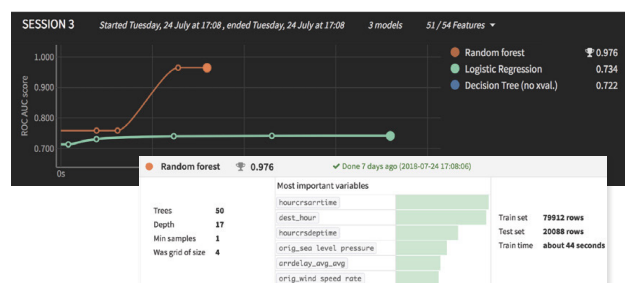 SESSION 3 Started Tuesday, 24 July at 17:08 , ended Tuesday, 24 July at 17:08 3 models 51 / 54 Features
1.000
0.900
0.800
0.700
ROC AUC score
0s
Random forest 0.976
Logistic Regression 0.734
Decision Tree (no xval.) 0.722
Random forest 0.976 Done 7 days ago (2018-07-24 17:08:06)
Trees 50
Depth 17
Min samples 1
Was grid of size 4
Most important variables
hourcrsarrtime
dest_hour
hourcrsdeptime
orig_sea level pressure
arrdelay_avg_avg
orig_wind speed rate
Train set 79912 rows
Test set 20088 rows
Train time about 44 seconds